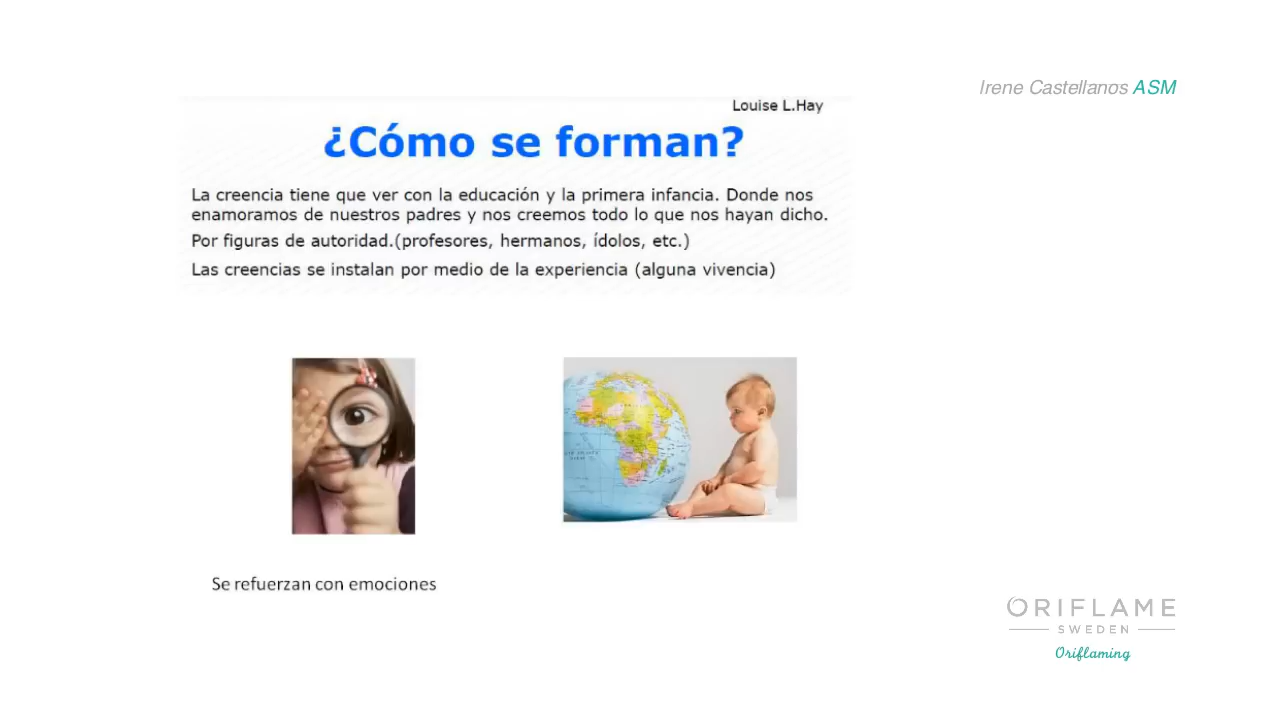 Irene Castellanos ASM
Louise L.Hay
¿Cómo se forman?
La creencia tiene que ver con la educación y la primera infancia. Donde nos
enamoramos de nuestros padres y nos creemos todo lo que nos hayan dicho.
Por figuras de autoridad.(profesores, hermanos, ídolos, etc.)
Las creencias se instalan por medio de la experiencia (alguna vivencia)
Se refuerzan con emociones
ORIFLAME
SWEDEN
Oriflaming